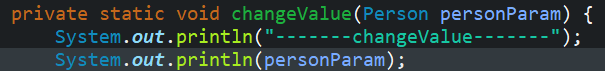 private static void changeValue(Person personParam) {
System.out.println("-------changeValue-------");
System.out.println(personParam);